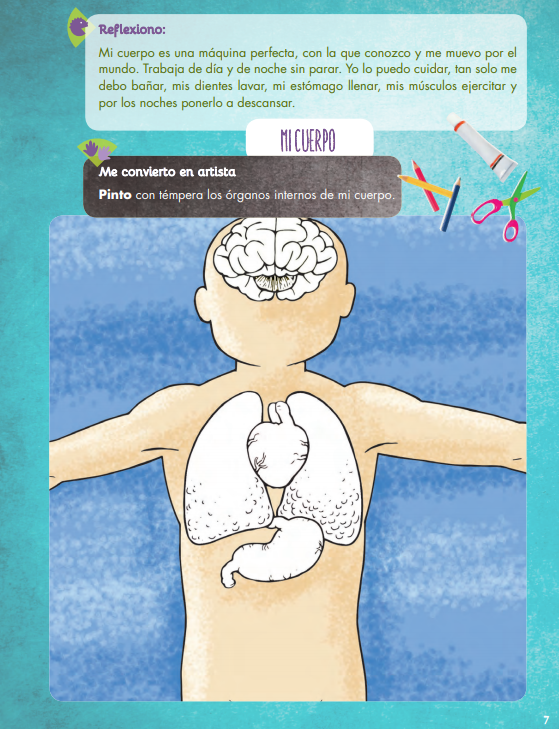 Reflexiono:
Mi cuerpo es una máquina perfecta, con la que conozco y me muevo por el
mundo. Trabaja de día y de noche sin parar. Yo lo puedo cuidar, tan solo me
debo bañar, mis dientes lavar, mi estómago llenar, mis músculos ejercitar y
por los noches ponerlo a descansar.
MI CUERPO
Me convierto en artista
Pinto con témpera los órganos internos de mi cuerpo.
7